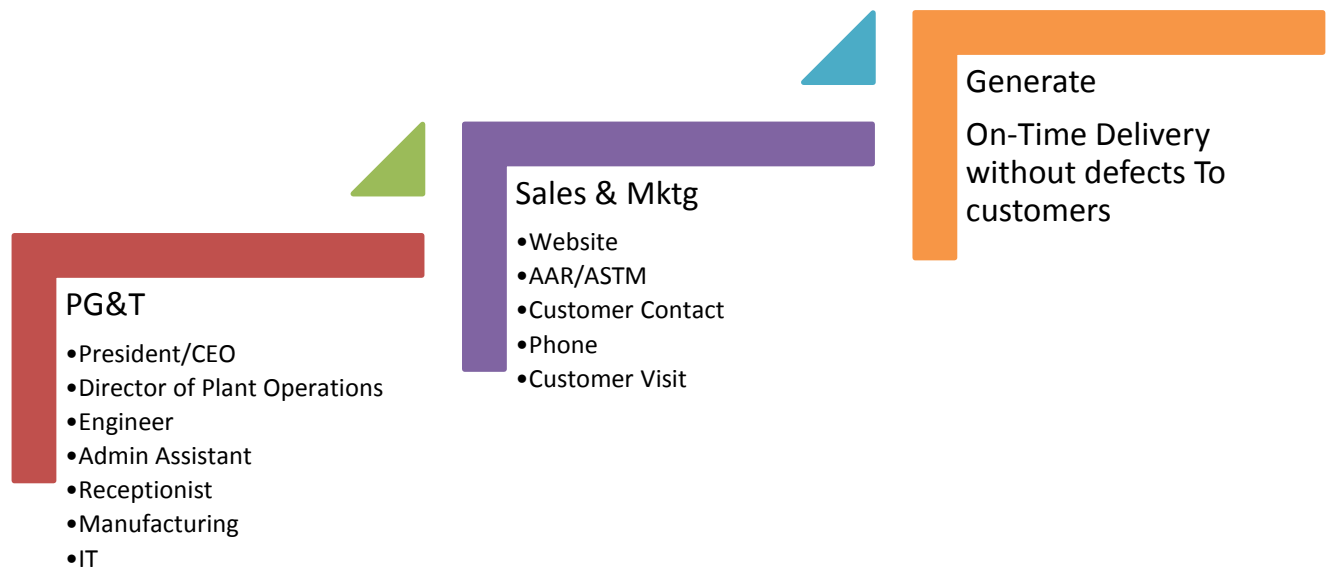 PG&T
•President/CEO
•Director of Plant Operations
•Engineer
•Admin Assistant
•Receptionist
•Manufacturing
•IT
Sales & Mktg
•Website
•AAR/ASTM
•Customer Contact
•Phone
•Customer Visit
Generate
On-Time Delivery
without defects To
customers